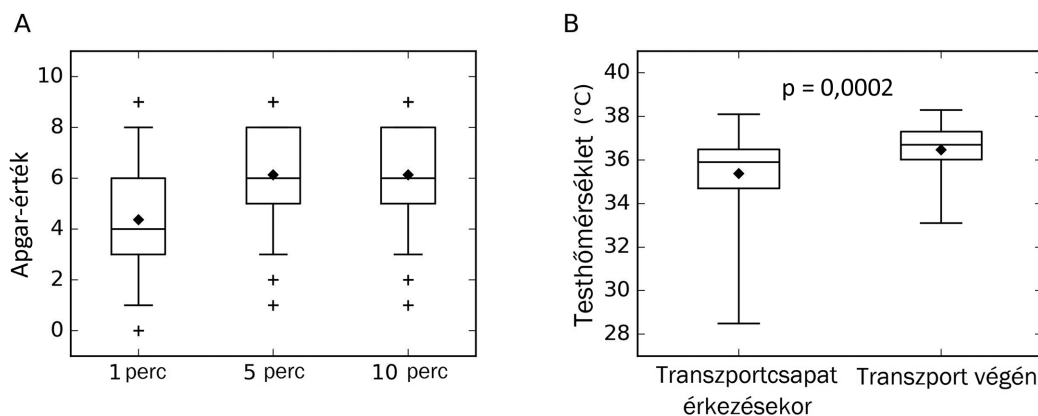 A
Apgar-érték
10
8
6
4
2
0
1 perc
5 perc
10 perc
B
Testhőmérséklet (°C)
40
38
36
34
32
30
28
p = 0,0002
Transzportcsapat
érkezésekor
Transzport végén